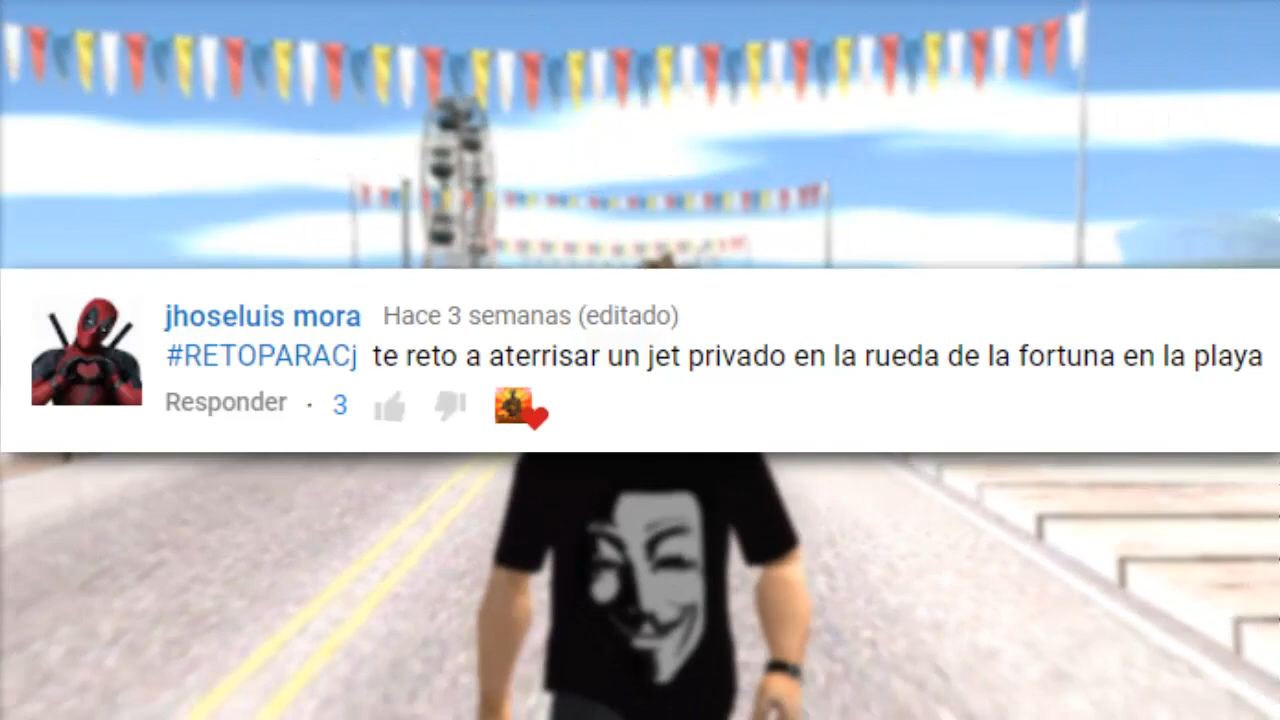 jhoseluis mora Hace 3 semanas (editado)
#RETOPARACj te reto a aterrisar un jet privado en la rueda de la fortuna en la playa
Responder · 3